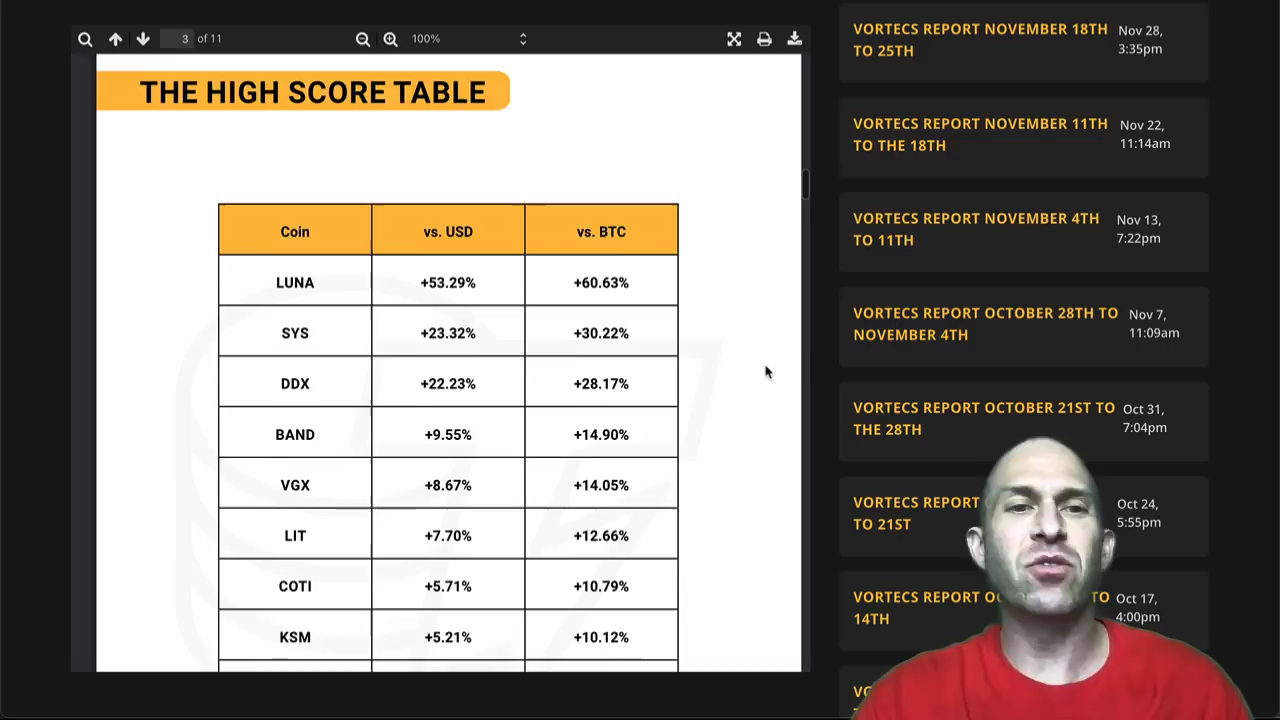 3 of 11
100%
THE HIGH SCORE TABLE
Coin vs. USD vs. BTC
LUNA +53.29% +60.63%
SYS +23.32% +30.22%
DDX +22.23% +28.17%
BAND +9.55% +14.90%
VGX +8.67% +14.05%
LIT +7.70% +12.66%
COTI +5.71% +10.79%
KSM +5.21% +10.12%
VORTECS REPORT NOVEMBER 18TH
TO 25TH
Nov 28,
3:35pm
VORTECS REPORT NOVEMBER 11TH
TO THE 18TH
Nov 22,
11:14am
VORTECS REPORT NOVEMBER 4TH
TO 11TH
Nov 13,
7:22pm
VORTECS REPORT OCTOBER 28TH TO
NOVEMBER 4TH
Nov 7,
11:09am
VORTECS REPORT OCTOBER 21ST TO
THE 28TH
Oct 31,
7:04pm
VORTECS REPORT
TO 21ST
Oct 24,
5:55pm
VORTECS REPORT TO
14TH
Oct 17,
4:00pm